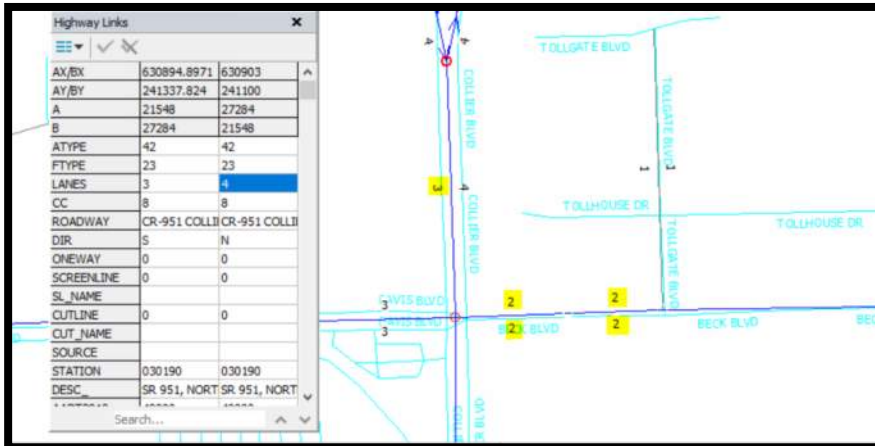 Highway Links
AX/BX 630894.8971 630903
AY/BY 241337.824 241100
A 21548 27284
B 27284 21548
ATYPE 42 42
FTYPE 23 23
LANES 3 4
CC 8 8
ROADWAY CR-951 COLLI CR-951 COLLI
DIR S N
ONEWAY 0 0
SCREENLINE 0 0
SL_NAME
CUTLINE 0 0
CUT_NAME
SOURCE
STATION 030190 030190
DESC_ SR 951, NORT SR 951, NORT
Search...
4 4
TOLLGATE BLVD
COLLIER BLVD
TOLLGATE BLVD
3 4
1 1
COLLIER BLVD
TOLLHOUSE DR
TOLLHOUSE DR
TOLLGATE BLVD
3
2 2
3
2 2
BECK BLVD
BECK BLVD